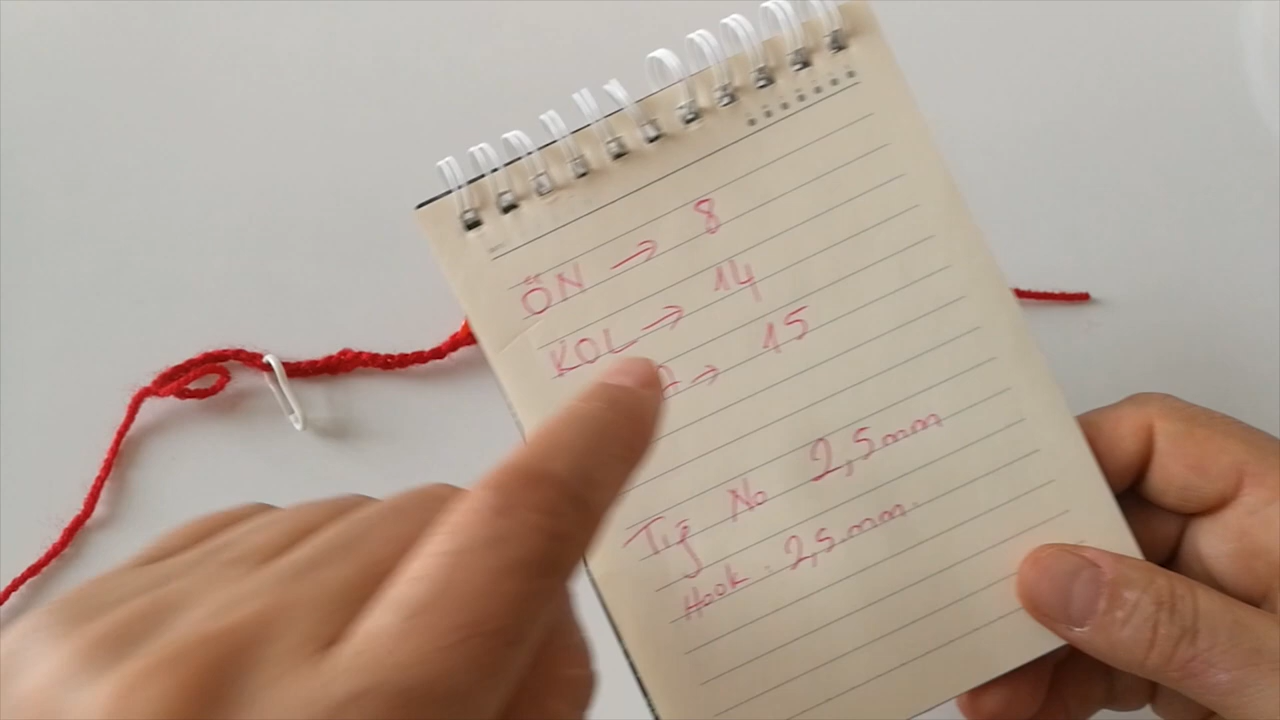 ÖN → 8
KOL → 14
→ 15
Tığ No 2,5mm
Hook : 2,5mm.